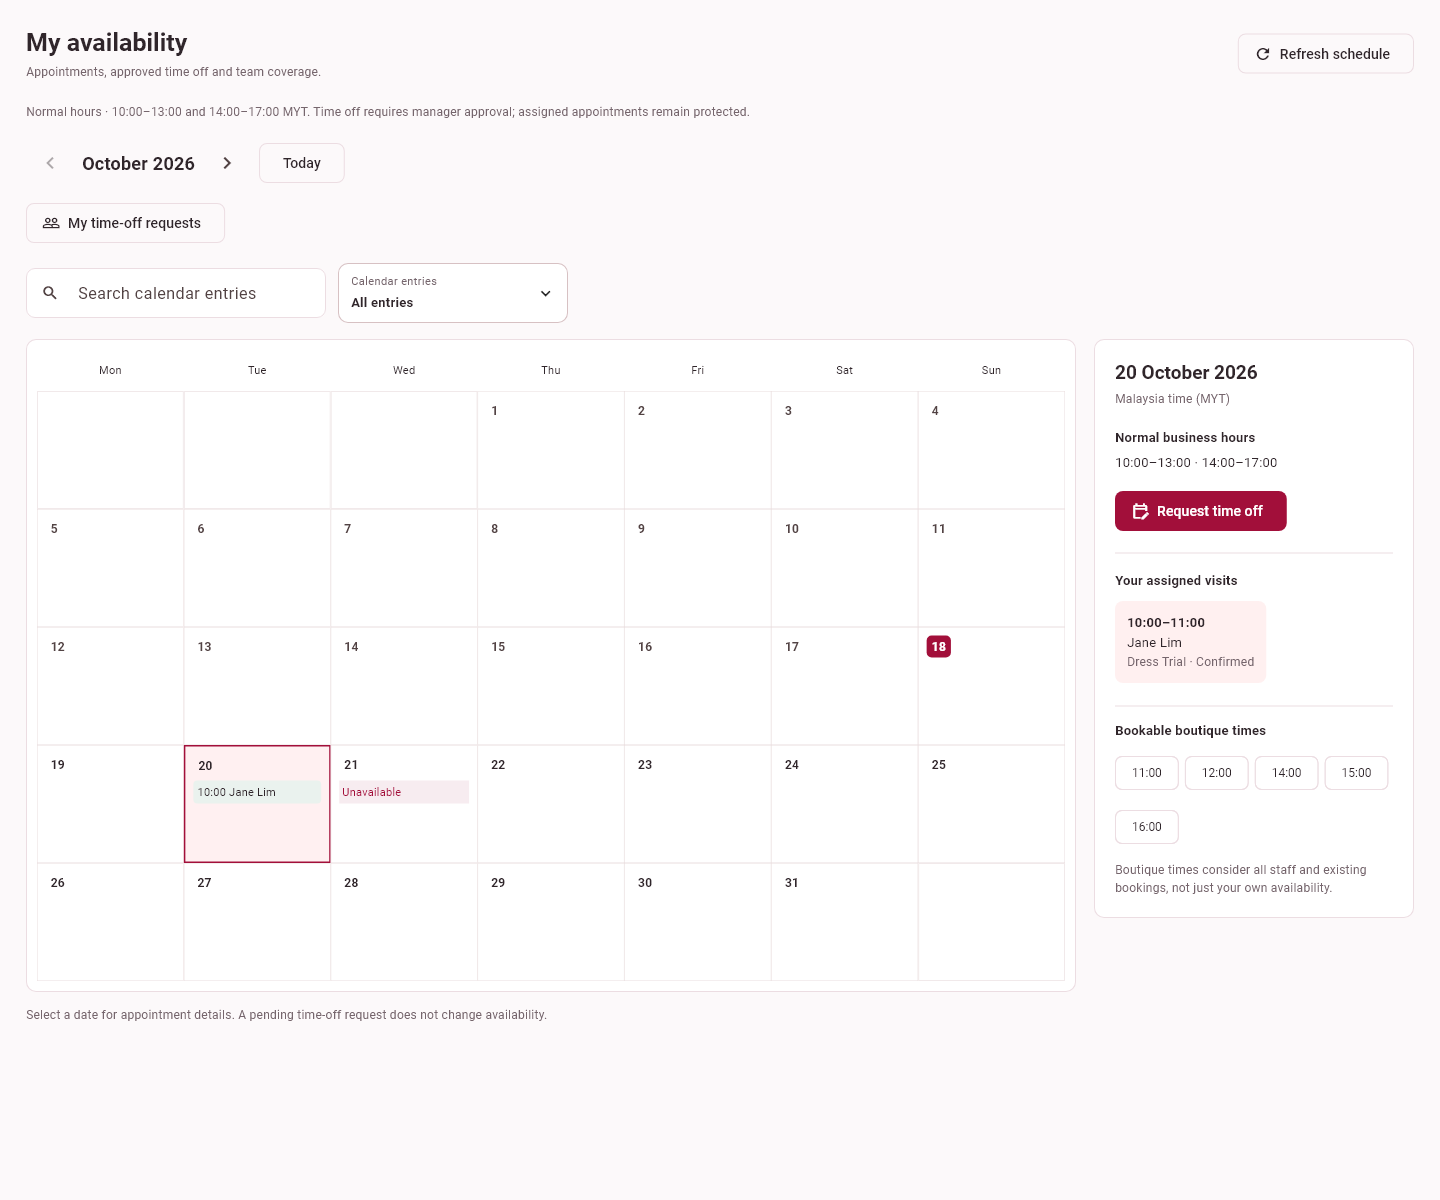 My availability
Appointments, approved time off and team coverage.
Refresh schedule
Normal hours · 10:00–13:00 and 14:00–17:00 MYT. Time off requires manager approval; assigned appointments remain protected.
October 2026
Today
My time-off requests
Search calendar entries
Calendar entries
All entries
Mon Tue Wed Thu Fri Sat Sun
1 2 3 4
5 6 7 8 9 10 11
12 13 14 15 16 17 18
19 20 21 22 23 24 25
10:00 Jane Lim
Unavailable
26 27 28 29 30 31
Select a date for appointment details. A pending time-off request does not change availability.
20 October 2026
Malaysia time (MYT)
Normal business hours
10:00–13:00 · 14:00–17:00
Request time off
Your assigned visits
10:00–11:00
Jane Lim
Dress Trial · Confirmed
Bookable boutique times
11:00 12:00 14:00 15:00
16:00
Boutique times consider all staff and existing
bookings, not just your own availability.